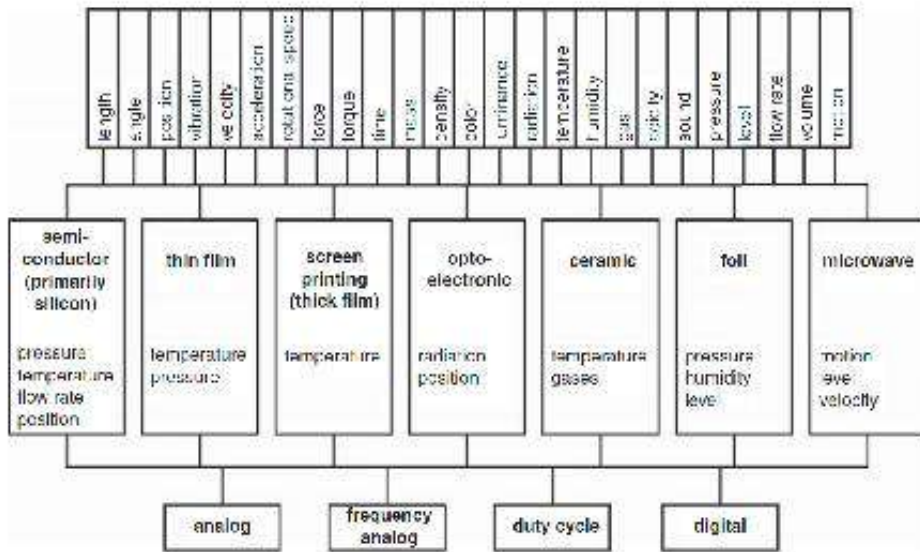 length
angle
position
vibration
velocity
acceleration
rotational speed
force
torque
time
mass
density
color
luminance
radiation
temperature
humidity
gas
acidity
sound
pressure
level
flow rate
volume
motion
semi-
conductor
(primarily
silicon)
pressure
temperature
flow rate
position
thin film
temperature
pressure
screen
printing
(thick film)
temperature
opto-
electronic
radiation
position
ceramic
temperature
gases
foil
pressure
humidity
level
microwave
motion
level
velocity
analog
frequency
analog
duty cycle
digital